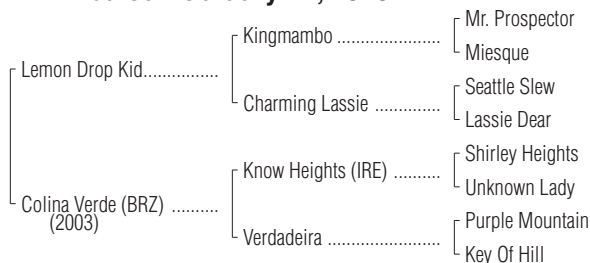 Kingmambo ..................
Mr. Prospector
Miesque
Lemon Drop Kid...............
Charming Lassie .............
Seattle Slew
Lassie Dear
Know Heights (IRE) ..........
Shirley Heights
Unknown Lady
Colina Verde (BRZ) ..........
(2003)
Verdadeira ......................
Purple Mountain
Key Of Hill